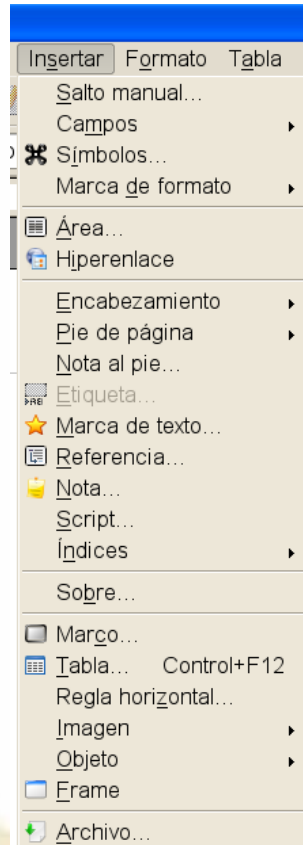 Insertar Formato Tabla
Salto manual...
Campos
Símbolos...
Marca de formato
Área...
Hiperenlace
Encabezamiento
Pie de página
Nota al pie...
Etiqueta...
Marca de texto...
Referencia...
Nota...
Script...
Índices
Sobre...
Marco...
Tabla... Control+F12
Regla horizontal...
Imagen
Objeto
Frame
Archivo...